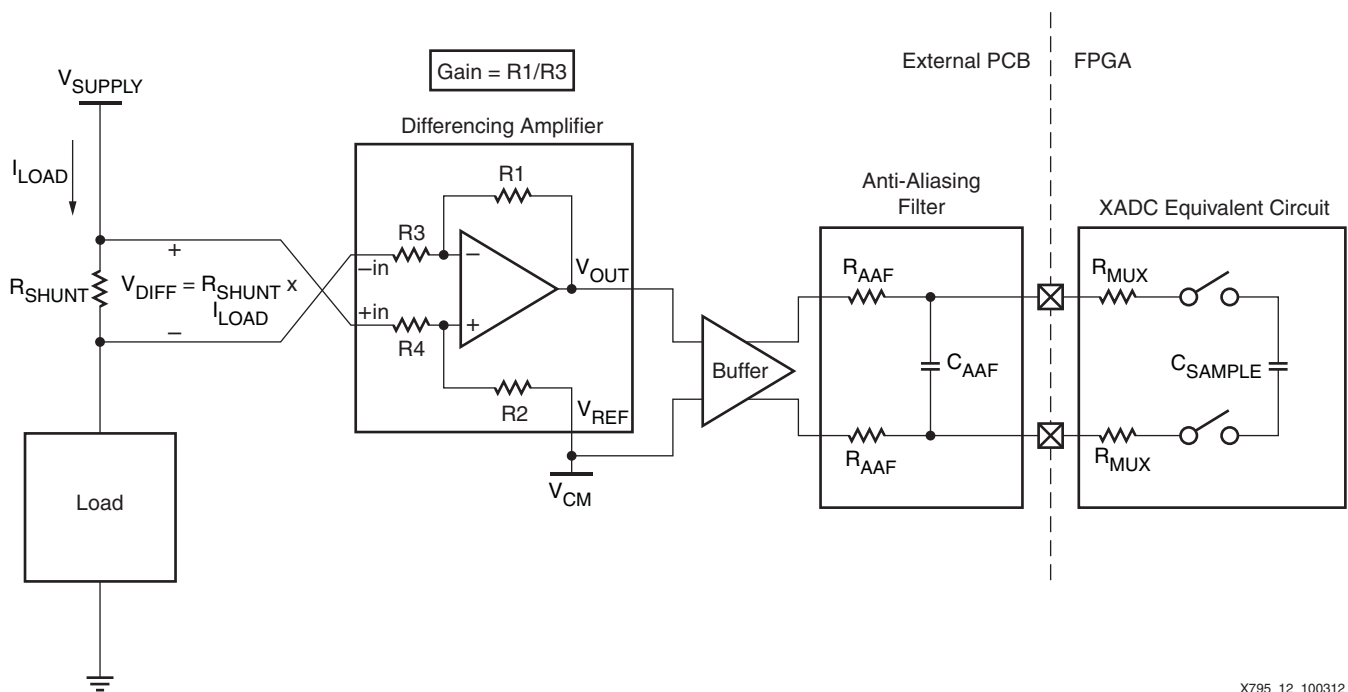 External PCB
FPGA
Gain = R1/R3
VSUPPLY
Differencing Amplifier
ILOAD
R1
Anti-Aliasing
Filter
XADC Equivalent Circuit
R3
–in
–
VOUT
+
RSHUNT
VDIFF = RSHUNT x
ILOAD
–
+in
R4
+
RAAF
RMUX
Buffer
CAAF
CSAMPLE
R2
VREF
RAAF
RMUX
VCM
Load
X795_12_100312